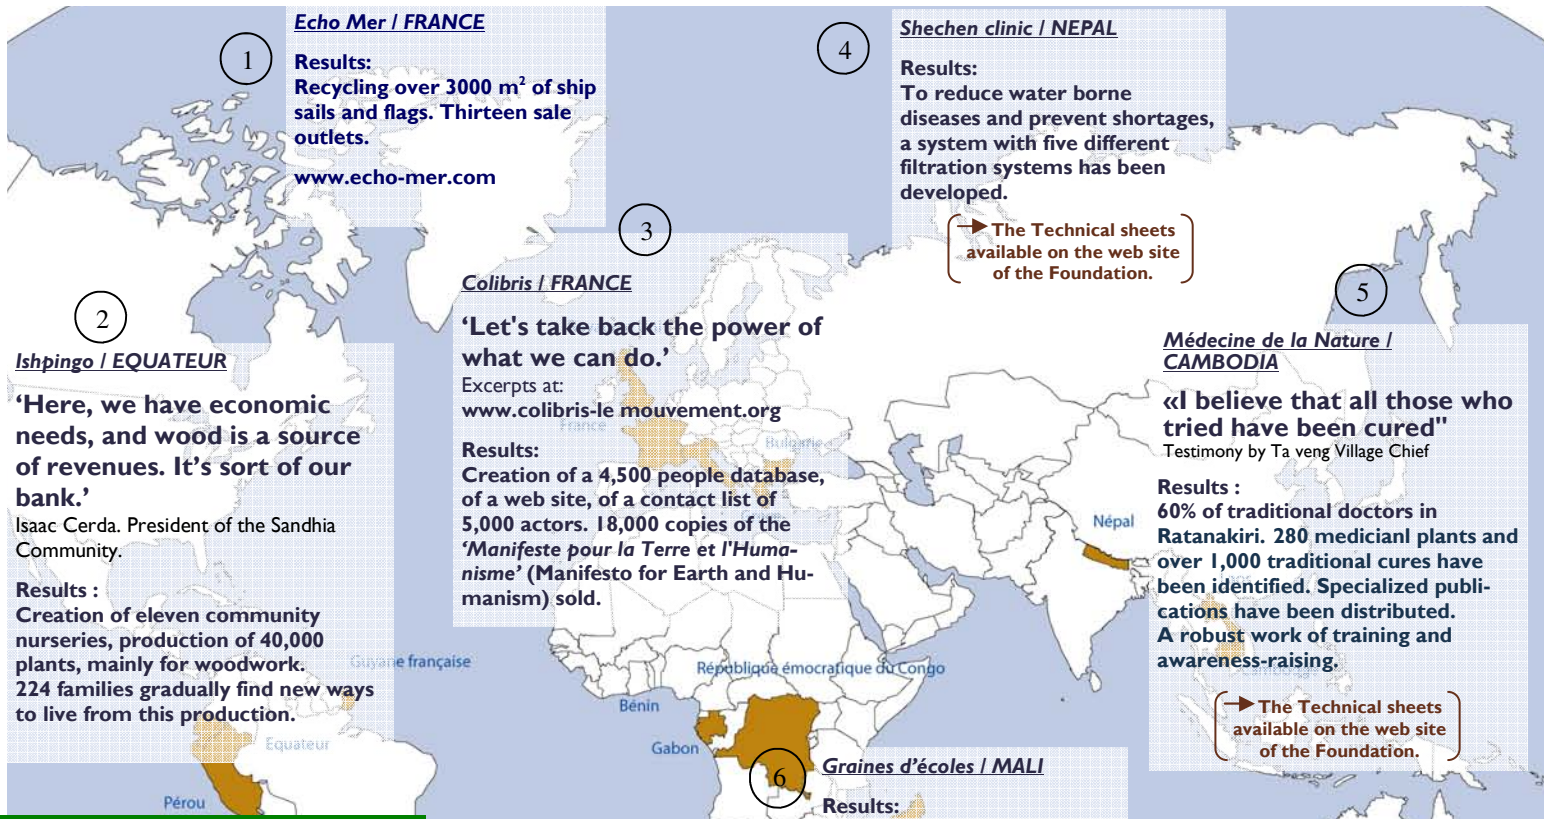 1
Echo Mer / FRANCE
Results:
Recycling over 3000 m² of ship
sails and flags. Thirteen sale
outlets.
www.echo-mer.com
2
Ishpingo / EQUATEUR
‘Here, we have economic
needs, and wood is a source
of revenues. It’s sort of our
bank.’
Isaac Cerda. President of the Sandhia
Community.
Results :
Creation of eleven community
nurseries, production of 40,000
plants, mainly for woodwork.
224 families gradually find new ways
to live from this production.
3
Colibris / FRANCE
‘Let's take back the power of
what we can do.’
Excerpts at:
www.colibris-le mouvement.org
Results:
Creation of a 4,500 people database,
of a web site, of a contact list of
5,000 actors. 18,000 copies of the
‘Manifeste pour la Terre et l'Huma-
nisme’ (Manifesto for Earth and Hu-
manism) sold.
4
Shechen clinic / NEPAL
Results:
To reduce water borne
diseases and prevent shortages,
a system with five different
filtration systems has been
developed.
The Technical sheets
available on the web site
of the Foundation.
5
Médecine de la Nature /
CAMBODIA
«I believe that all those who
tried have been cured"
Testimony by Ta veng Village Chief
Results :
60% of traditional doctors in
Ratanakiri. 280 medicianl plants and
over 1,000 traditional cures have
been identified. Specialized publi-
cations have been distributed.
A robust work of training and
awareness-raising.
The Technical sheets
available on the web site
of the Foundation.
6
Graines d’écoles / MALI
Results:
France
Bulgarie
Népal
Guyane française
République émocratique du Congo
Bénin
Gabon
Equateur
Pérou
Cambodge